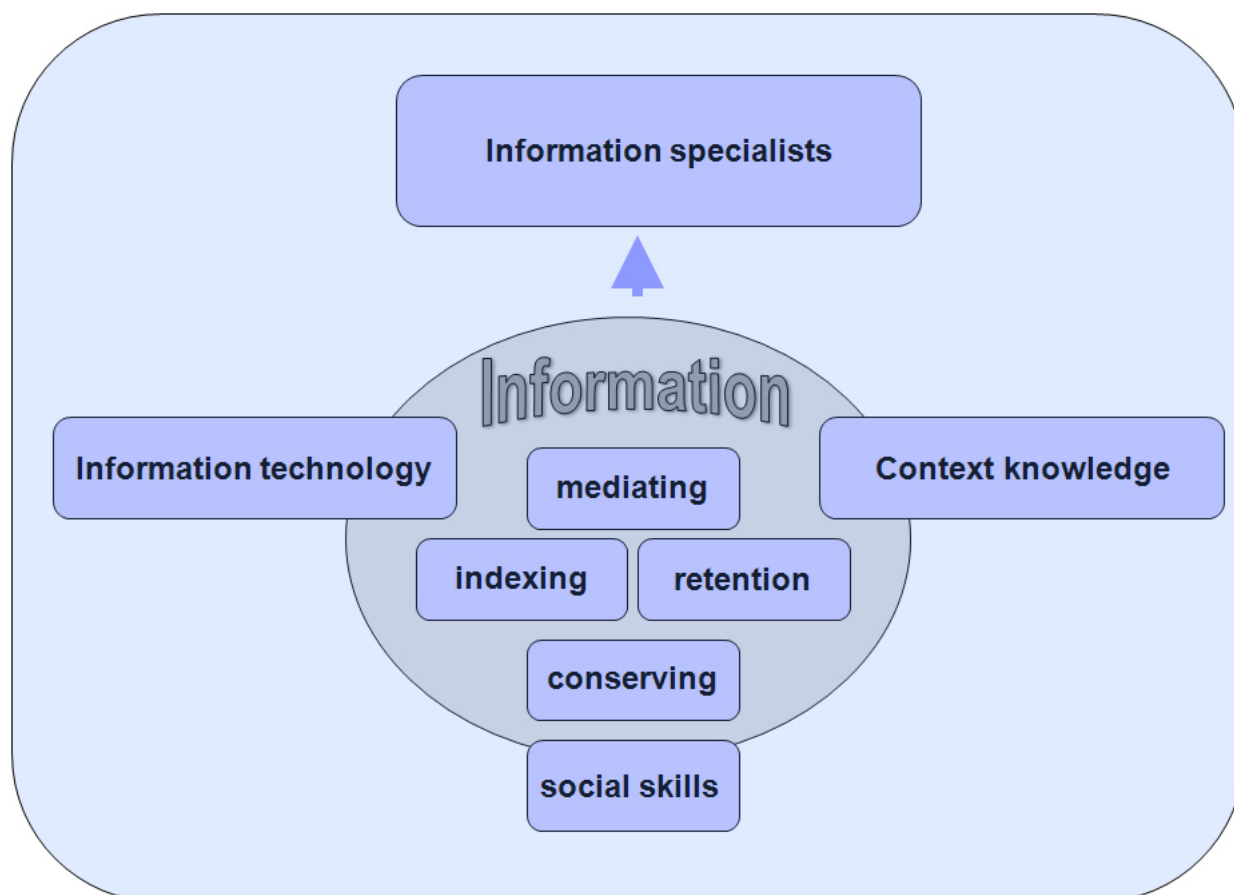 Information specialists
Information
Information technology
Context knowledge
mediating
indexing
retention
conserving
social skills